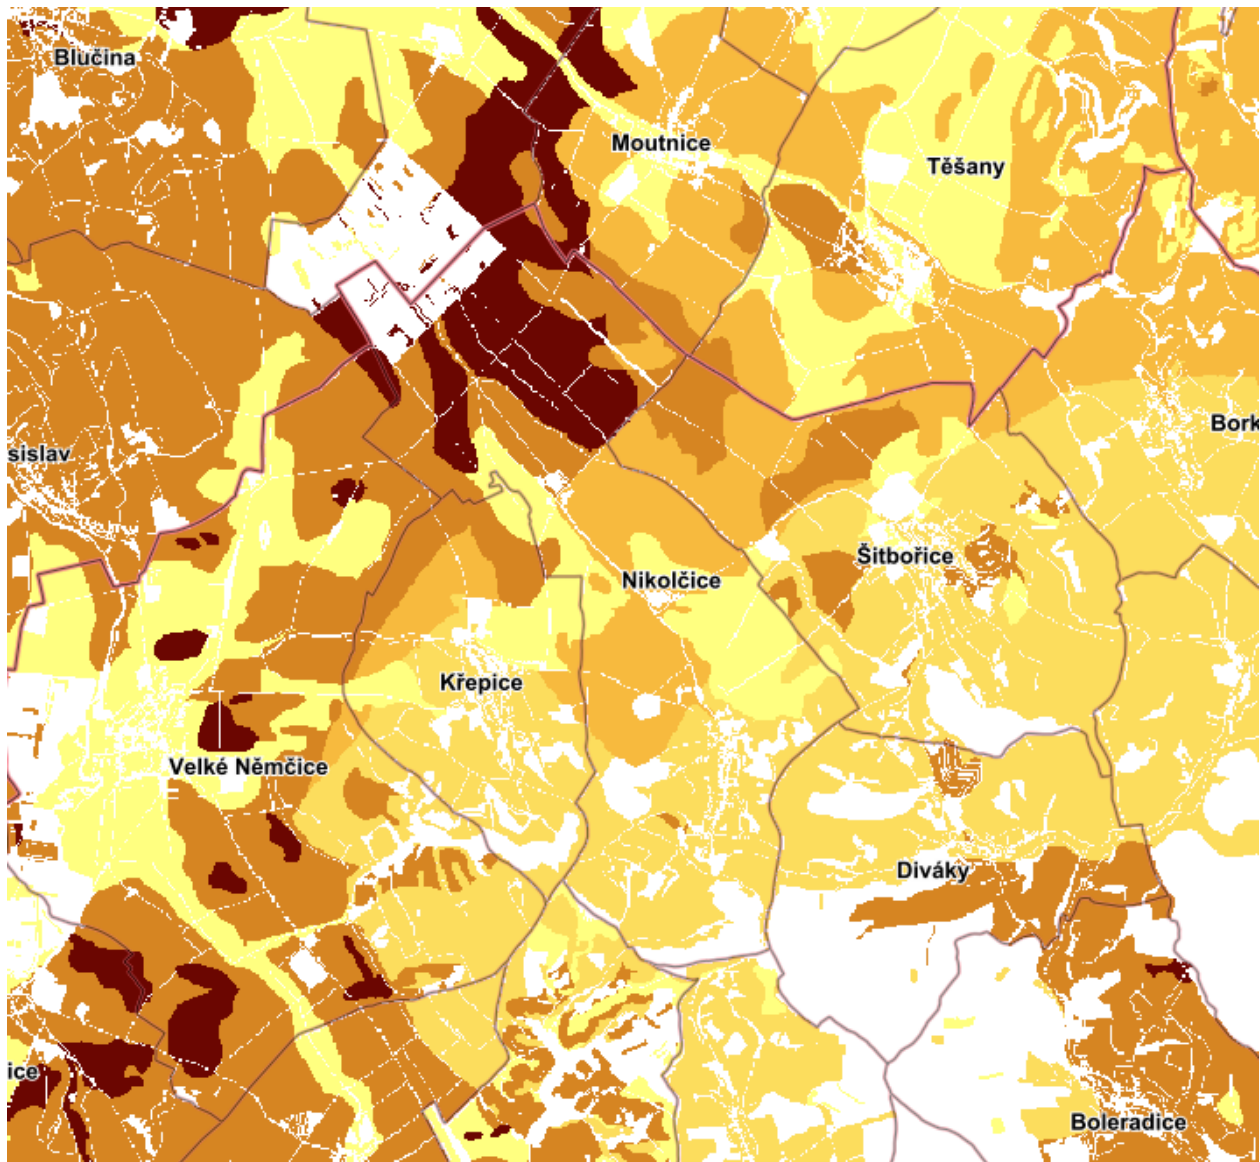 Blučina
Moutnice
Těšany
Bork
sislav
Šitbořice
Nikolčice
Křepice
Velké Němčice
Diváky
ice
Boleradice